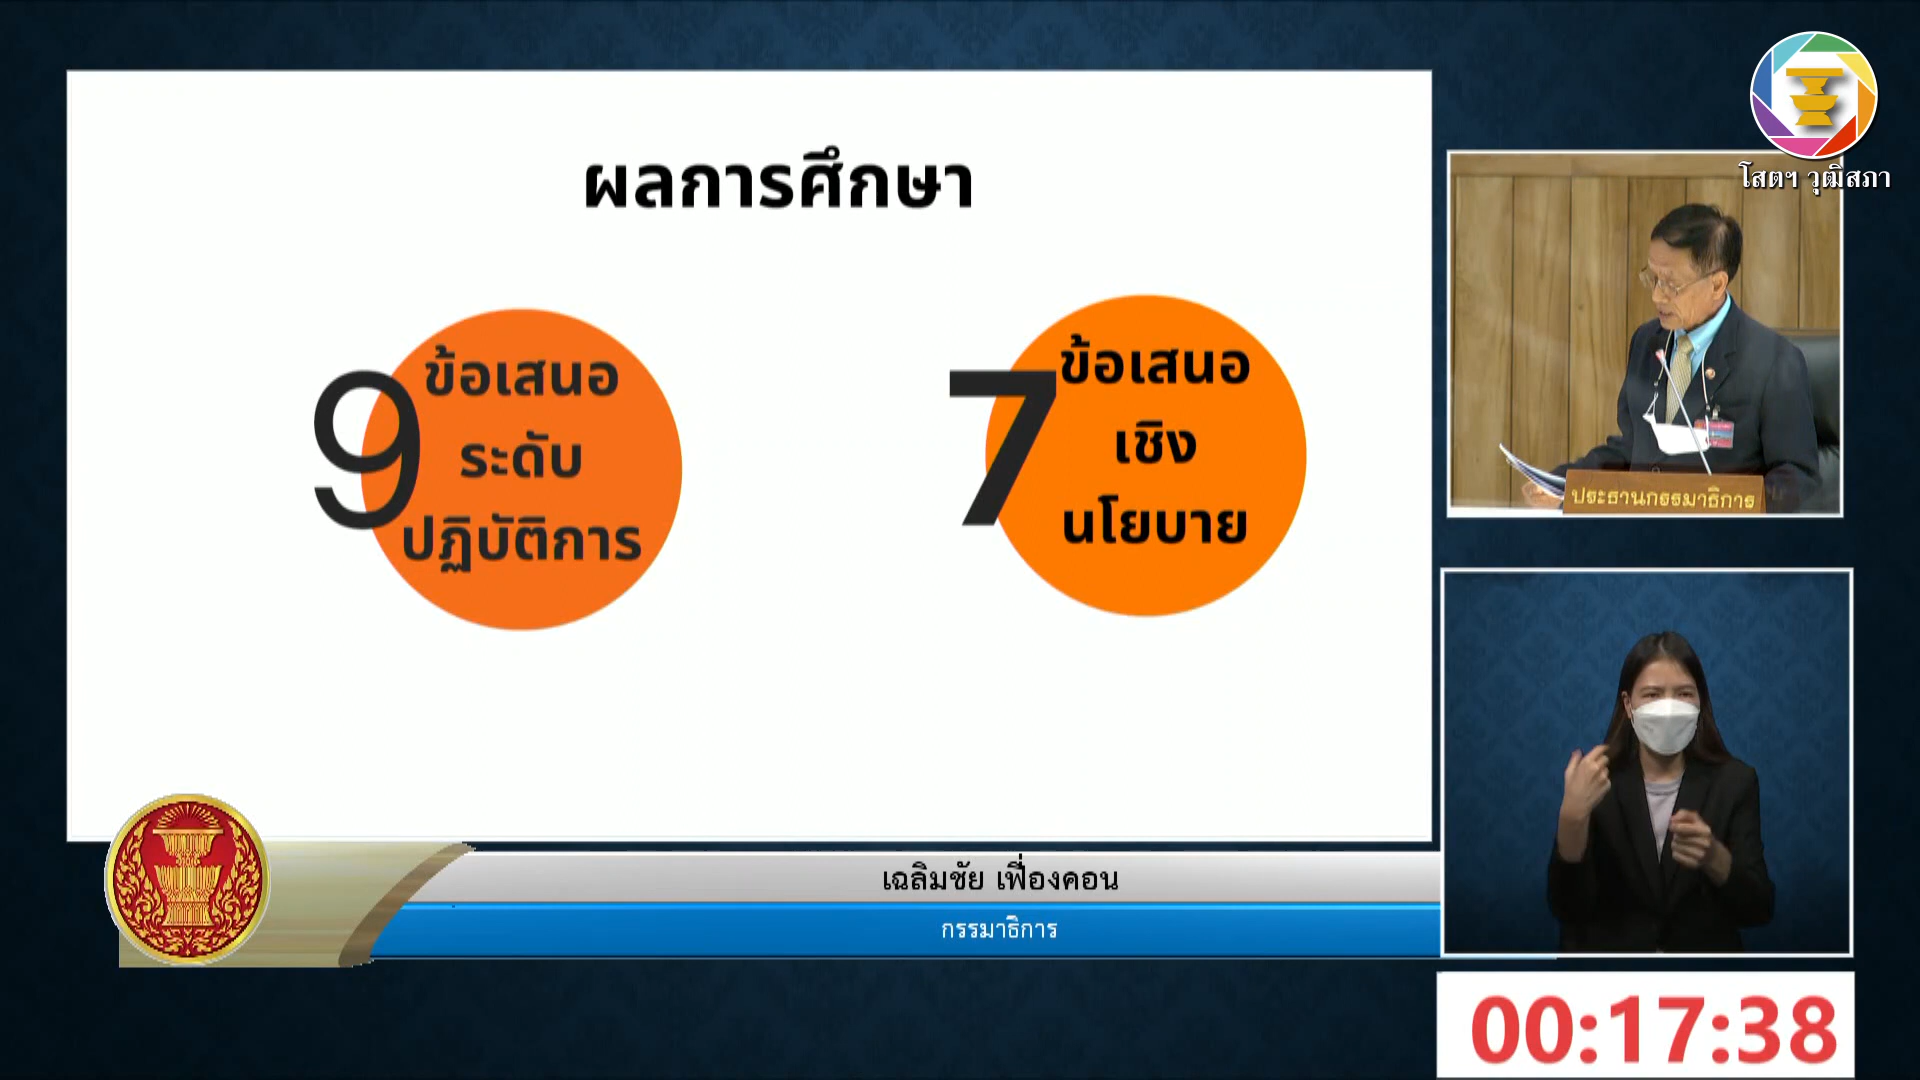 โสตฯ วุฒิสภา
ผลการศึกษา
9
ข้อเสนอ
ระดับ
ปฏิบัติการ
7
ข้อเสนอ
เชิง
นโยบาย
ประธานกรรมาธิการ
เฉลิมชัย เฟื่องคอน
กรรมาธิการ
00:17:38